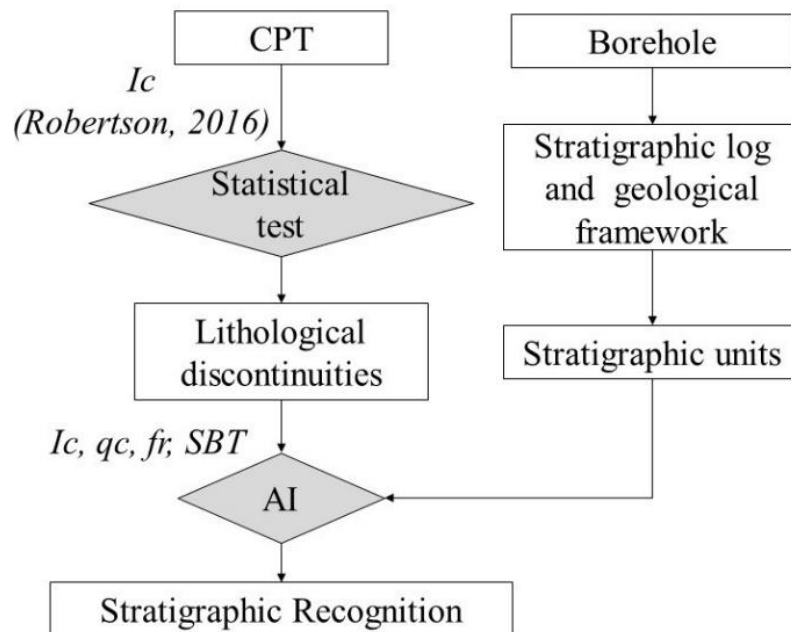 CPT
Ic
(Robertson, 2016)
Statistical
test
Lithological
discontinuities
Ic, qc, fr, SBT
AI
Stratigraphic Recognition
Borehole
Stratigraphic log
and geological
framework
Stratigraphic units